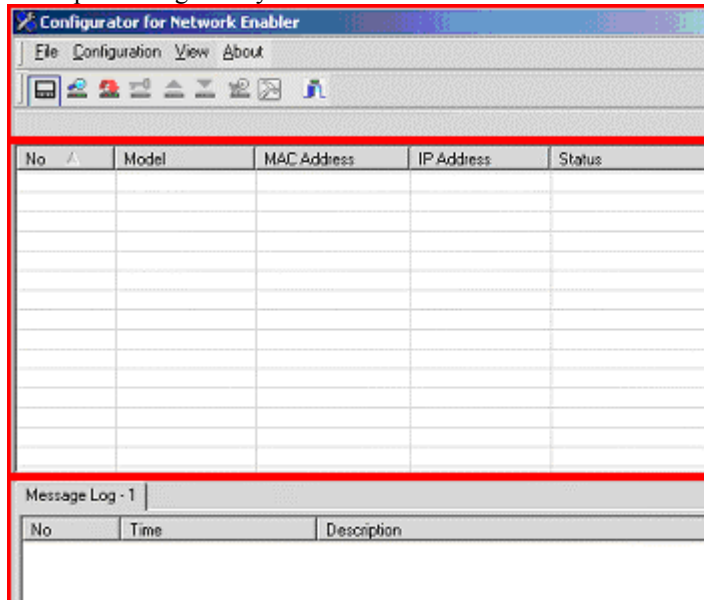 Configurator for Network Enabler
File Configuration View About
No Model MAC Address IP Address Status
Message Log - 1
No Time Description